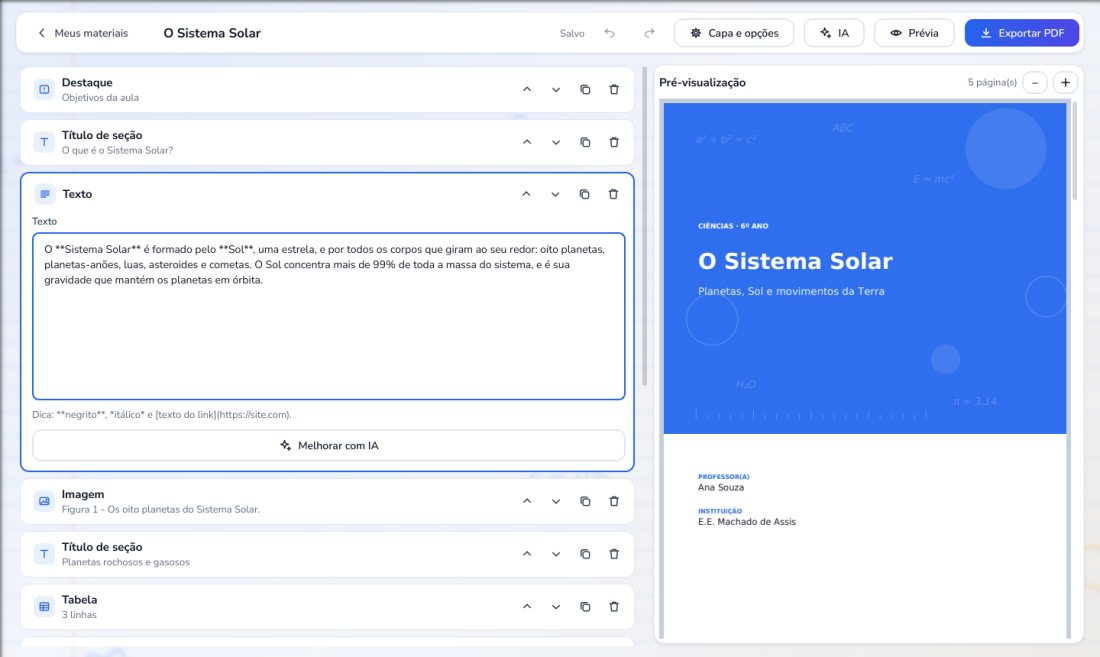 Meus materiais
O Sistema Solar
Salvo
Capa e opções
IA
Prévia
Exportar PDF
Destaque
Objetivos da aula
Título de seção
O que é o Sistema Solar?
Texto
Texto
O **Sistema Solar** é formado pelo **Sol**, uma estrela, e por todos os corpos que giram ao seu redor: oito planetas,
planetas-anões, luas, asteroides e cometas. O Sol concentra mais de 99% de toda a massa do sistema, e é sua
gravidade que mantém os planetas em órbita.
Dica: **negrito**, *itálico* e [texto do link](https://site.com).
Melhorar com IA
Imagem
Figura 1 - Os oito planetas do Sistema Solar.
Título de seção
Planetas rochosos e gasosos
Tabela
3 linhas
Pré-visualização
5 página(s)
a² + b² = c²
ABC
E = mc²
CIÊNCIAS · 6º ANO
O Sistema Solar
Planetas, Sol e movimentos da Terra
H₂O
π = 3,14
PROFESSOR(A)
Ana Souza
INSTITUIÇÃO
E.E. Machado de Assis